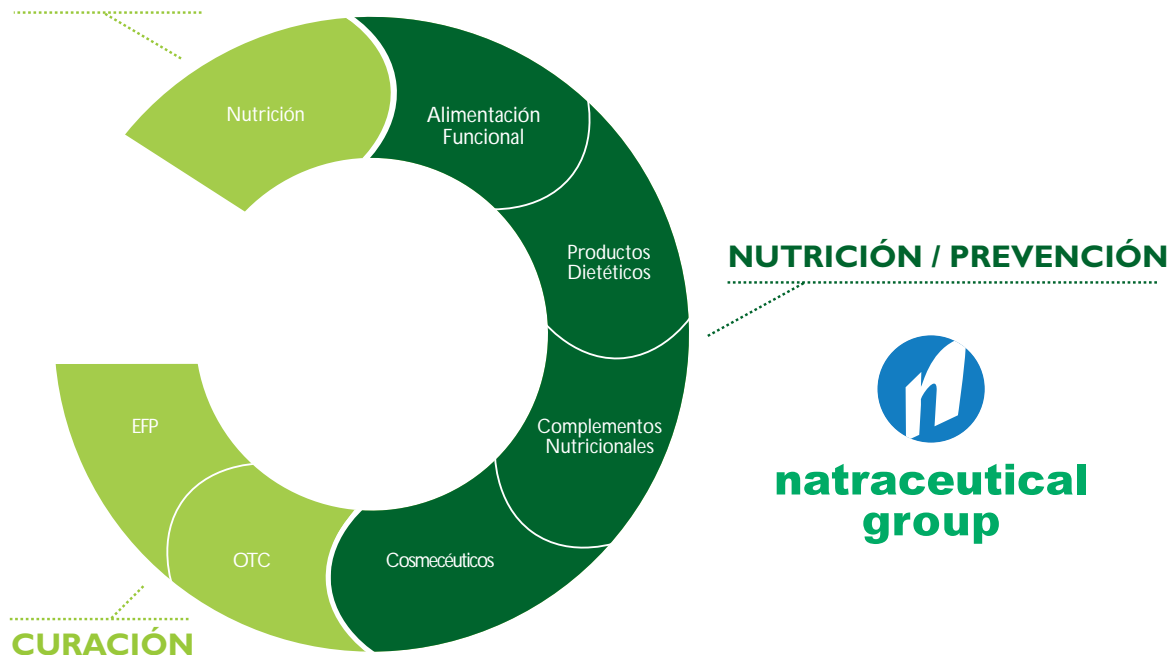 Nutrición
Alimentación
Funcional
Productos
Dietéticos
NUTRICIÓN / PREVENCIÓN
Complementos
Nutricionales
natraceutical
group
Cosmecéuticos
OTC
EFP
CURACIÓN